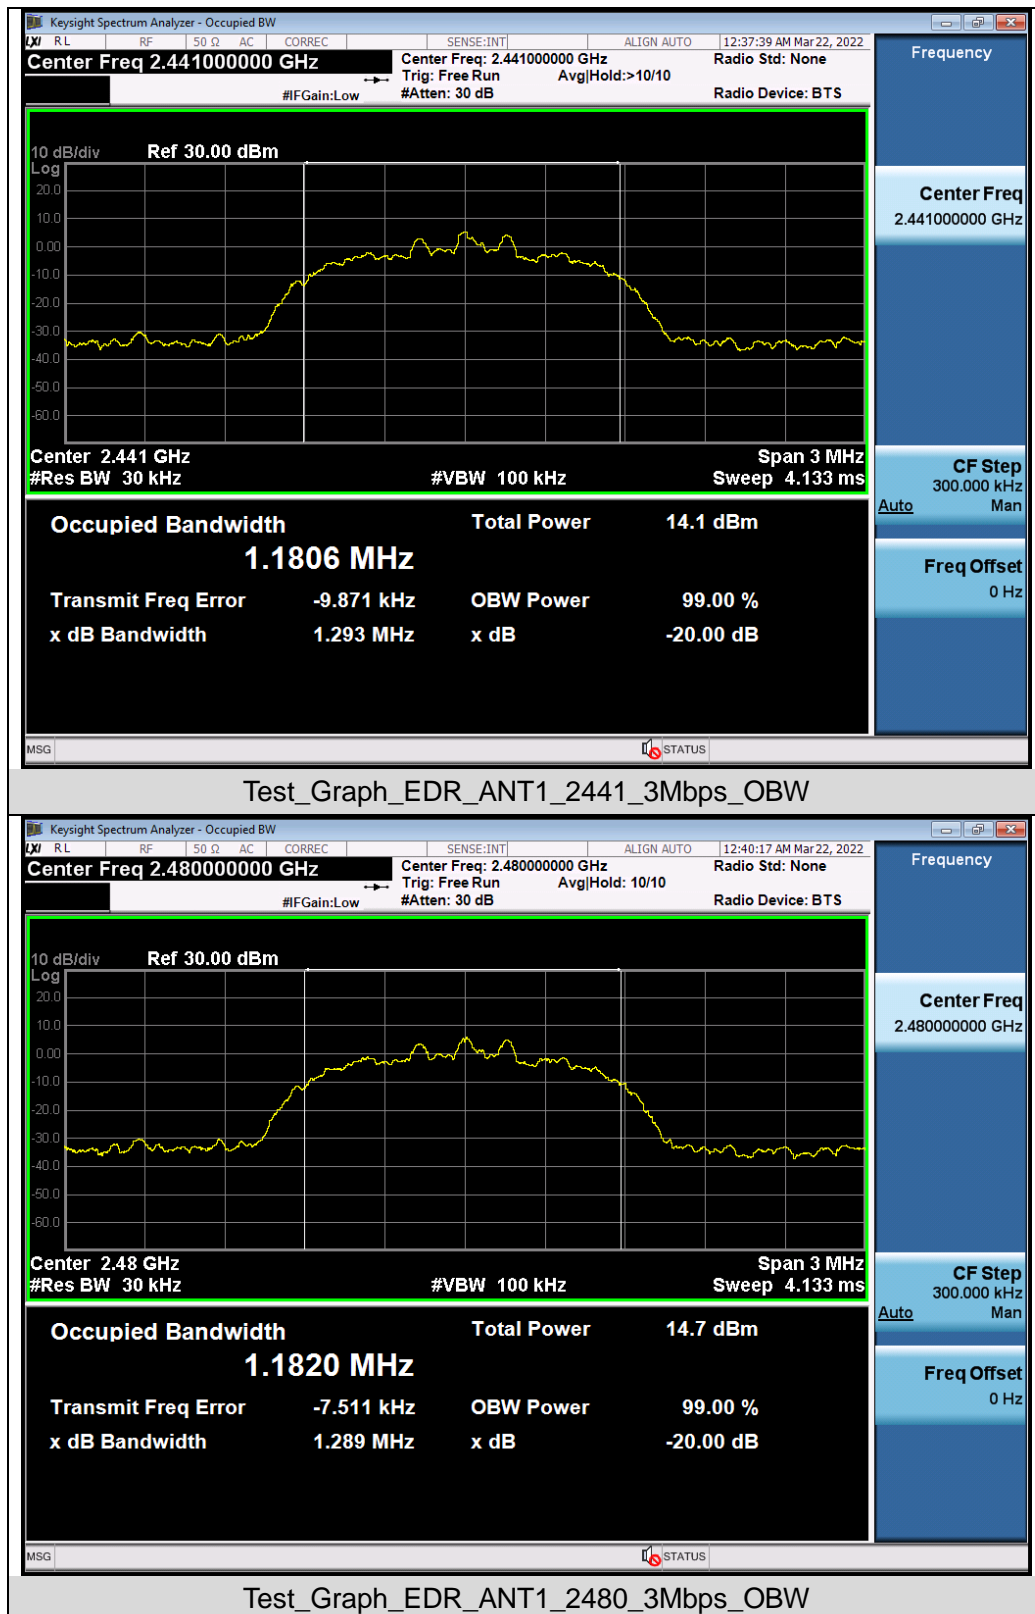 Keysight Spectrum Analyzer - Occupied BW
LXI RL RF 50 Ω AC CORREC SENSE:INT ALIGN AUTO 12:37:39 AM Mar 22, 2022
Center Freq 2.441000000 GHz
Center Freq: 2.441000000 GHz Radio Std: None
Trig: Free Run Avg|Hold:>10/10
#IFGain:Low #Atten: 30 dB Radio Device: BTS
Frequency
10 dB/div Ref 30.00 dBm
Log
20.0
10.0
0.00
-10.0
-20.0
-30.0
-40.0
-50.0
-60.0
Center Freq
2.441000000 GHz
Center 2.441 GHz Span 3 MHz
#Res BW 30 kHz #VBW 100 kHz Sweep 4.133 ms
CF Step
300.000 kHz
Auto Man
Occupied Bandwidth Total Power 14.1 dBm
1.1806 MHz
Transmit Freq Error -9.871 kHz OBW Power 99.00 %
x dB Bandwidth 1.293 MHz x dB -20.00 dB
Freq Offset
0 Hz
MSG STATUS
Test_Graph_EDR_ANT1_2441_3Mbps_OBW
Keysight Spectrum Analyzer - Occupied BW
LXI RL RF 50 Ω AC CORREC SENSE:INT ALIGN AUTO 12:40:17 AM Mar 22, 2022
Center Freq 2.480000000 GHz
Center Freq: 2.480000000 GHz Radio Std: None
Trig: Free Run Avg|Hold: 10/10
#IFGain:Low #Atten: 30 dB Radio Device: BTS
Frequency
10 dB/div Ref 30.00 dBm
Log
20.0
10.0
0.00
-10.0
-20.0
-30.0
-40.0
-50.0
-60.0
Center Freq
2.480000000 GHz
Center 2.48 GHz Span 3 MHz
#Res BW 30 kHz #VBW 100 kHz Sweep 4.133 ms
CF Step
300.000 kHz
Auto Man
Occupied Bandwidth Total Power 14.7 dBm
1.1820 MHz
Transmit Freq Error -7.511 kHz OBW Power 99.00 %
x dB Bandwidth 1.289 MHz x dB -20.00 dB
Freq Offset
0 Hz
MSG STATUS
Test_Graph_EDR_ANT1_2480_3Mbps_OBW